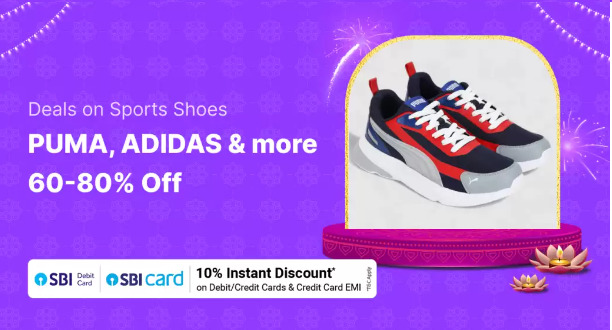 Deals on Sports Shoes
PUMA, ADIDAS & more
60-80% Off
SBI Debit Card
SBI card
10% Instant Discount*
on Debit/Credit Cards & Credit Card EMI
*T&C Apply